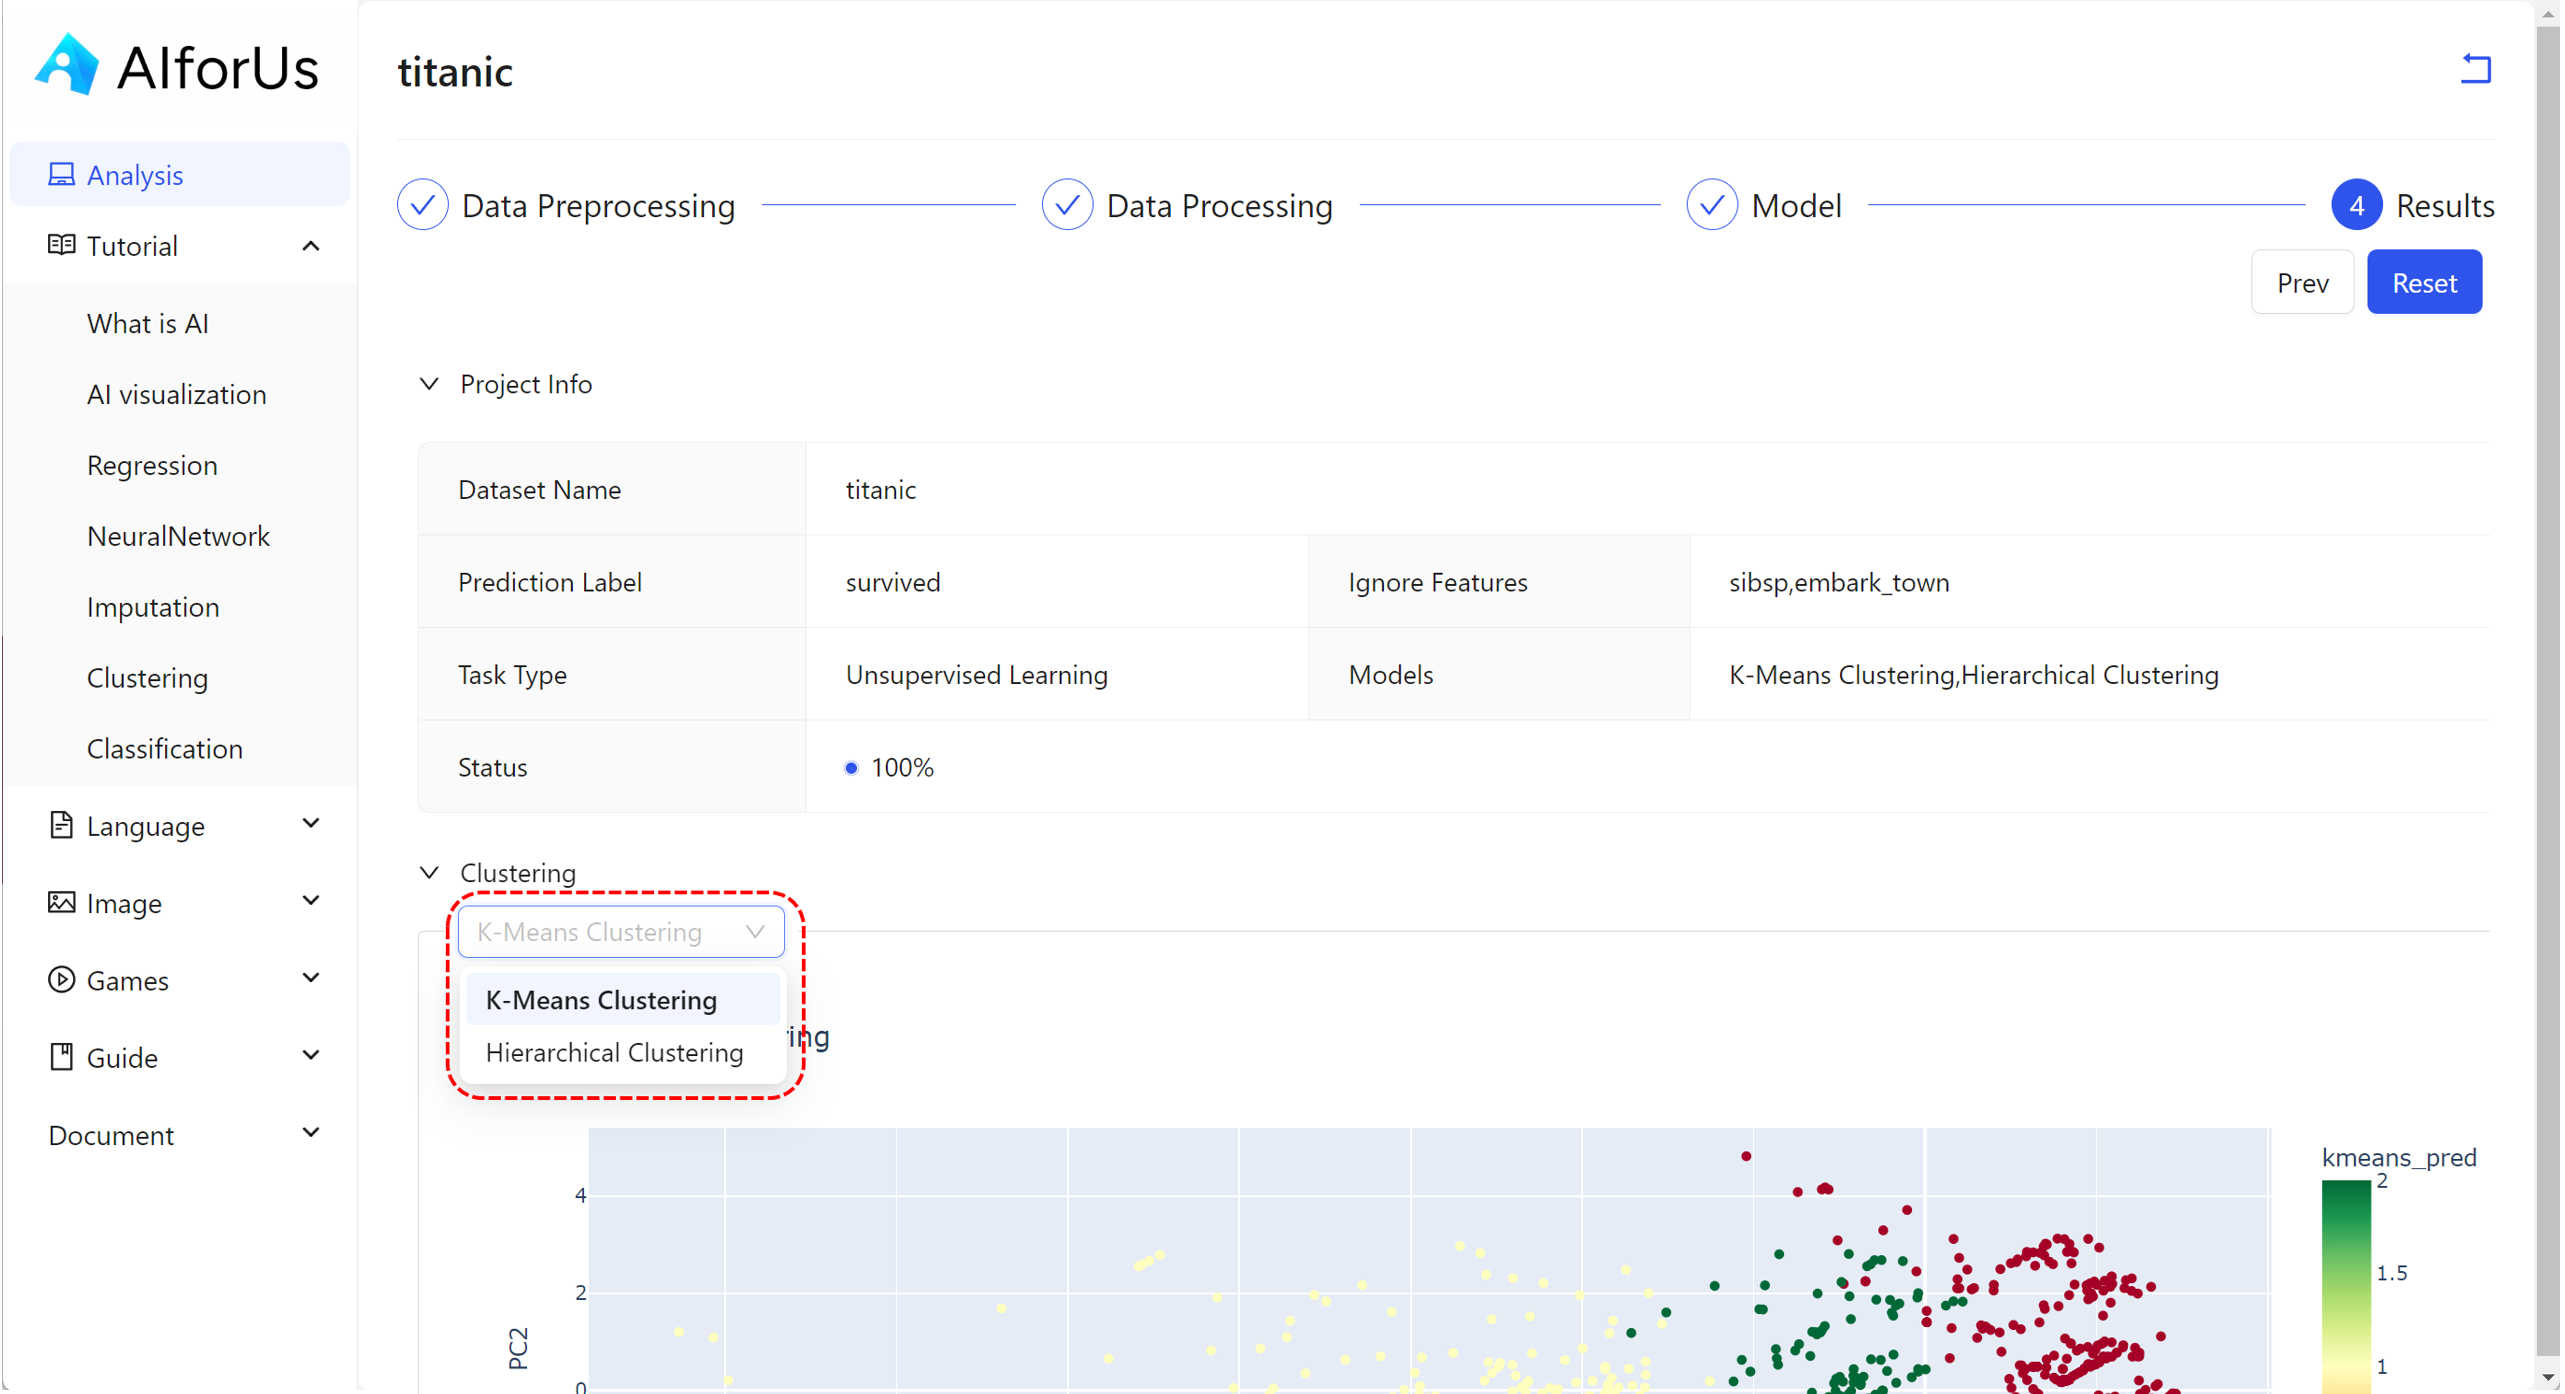 AIforUs
Analysis
Tutorial
What is AI
AI visualization
Regression
NeuralNetwork
Imputation
Clustering
Classification
Language
Image
Games
Guide
Document
titanic
Data Preprocessing
Data Processing
Model
4 Results
Prev Reset
Project Info
Dataset Name titanic
Prediction Label survived Ignore Features sibsp,embark_town
Task Type Unsupervised Learning Models K-Means Clustering,Hierarchical Clustering
Status 100%
Clustering
K-Means Clustering
K-Means Clustering
ring
Hierarchical Clustering
kmeans_pred
2
1.5
1
4
2
0
PC2